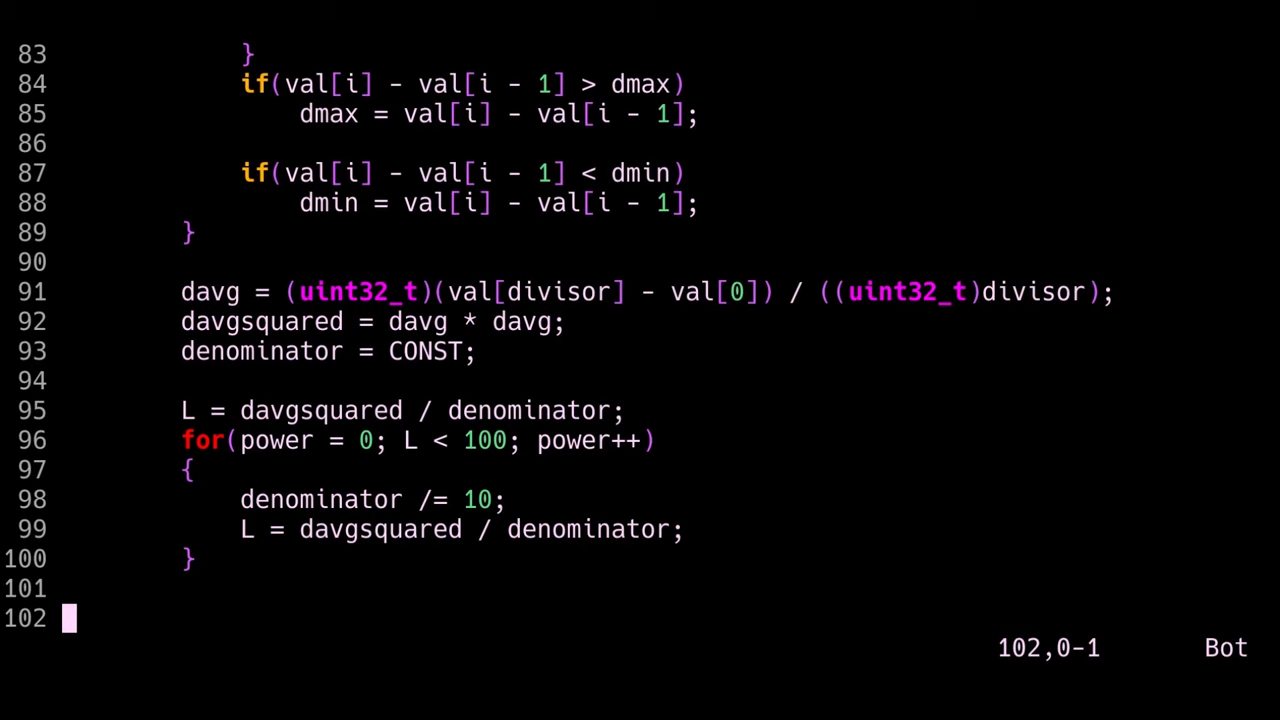 83             }
84             if(val[i] - val[i - 1] > dmax)
85                 dmax = val[i] - val[i - 1];
86
87             if(val[i] - val[i - 1] < dmin)
88                 dmin = val[i] - val[i - 1];
89         }
90
91         davg = (uint32_t)(val[divisor] - val[0]) / ((uint32_t)divisor);
92         davgsquared = davg * davg;
93         denominator = CONST;
94
95         L = davgsquared / denominator;
96         for(power = 0; L < 100; power++)
97         {
98             denominator /= 10;
99             L = davgsquared / denominator;
100         }
101
102
102,0-1 Bot